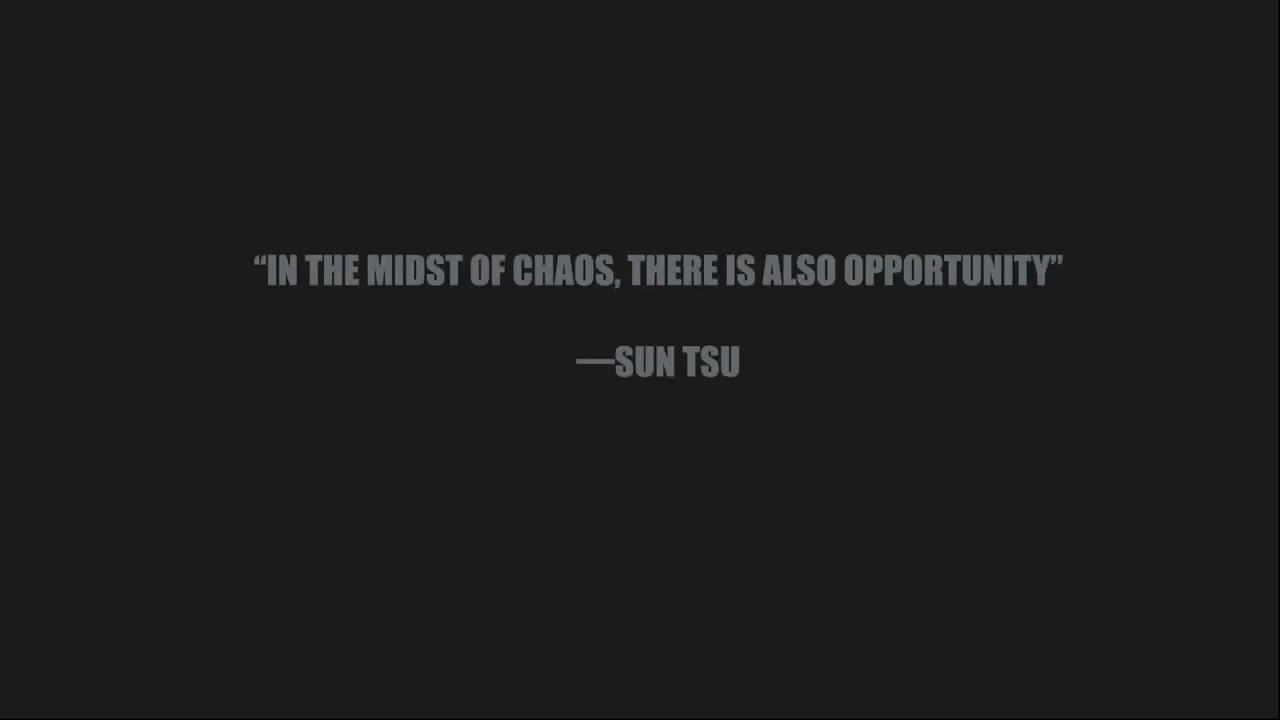 “IN THE MIDST OF CHAOS, THERE IS ALSO OPPORTUNITY”
—SUN TSU